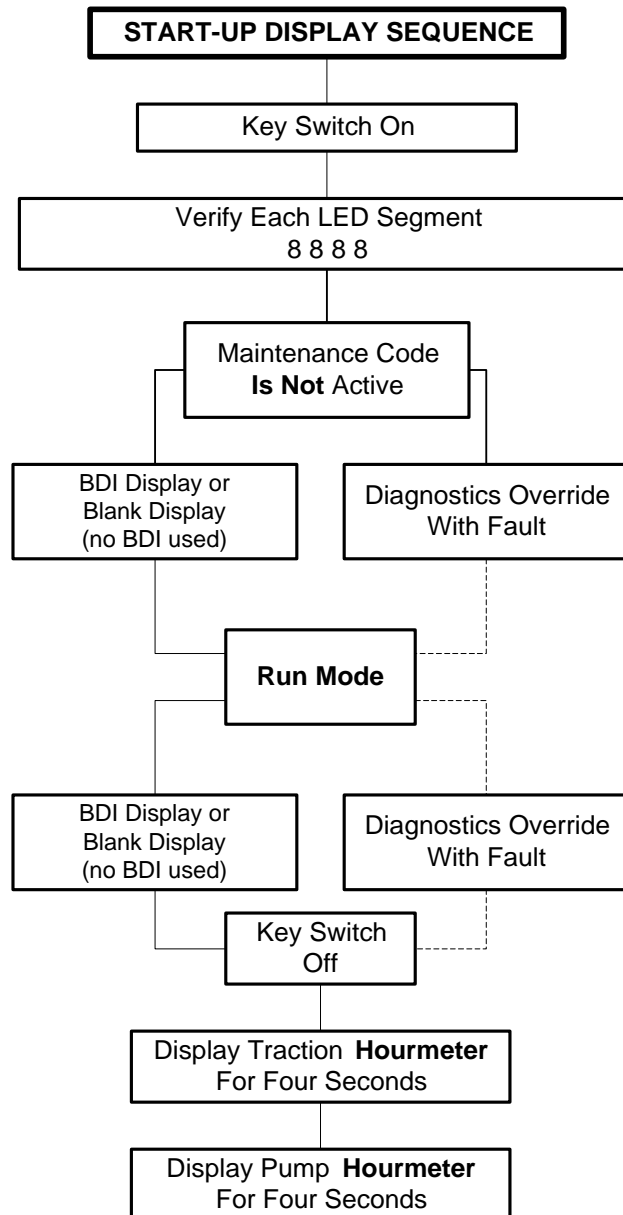 START-UP DISPLAY SEQUENCE
Key Switch On
Verify Each LED Segment
8 8 8 8
Maintenance Code
Is Not Active
BDI Display or
Blank Display
(no BDI used)
Diagnostics Override
With Fault
Run Mode
BDI Display or
Blank Display
(no BDI used)
Diagnostics Override
With Fault
Key Switch
Off
Display Traction Hourmeter
For Four Seconds
Display Pump Hourmeter
For Four Seconds